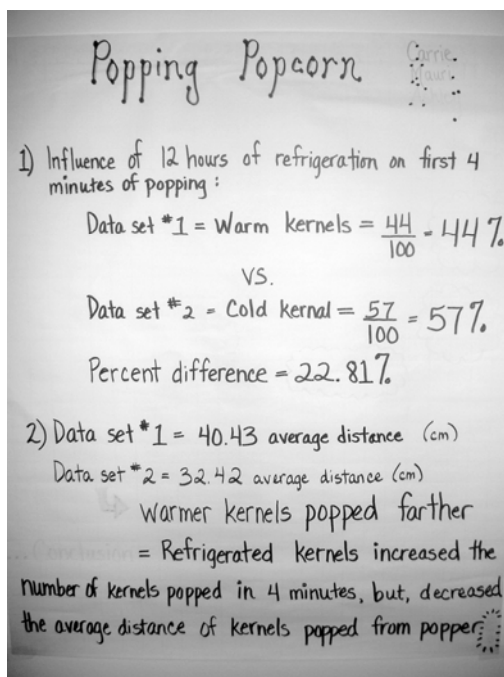 Popping Popcorn
Carrie
Mauri
1) Influence of 12 hours of refrigeration on first 4
minutes of popping :
Data set #1 = Warm kernels = 44/100 = 44%
VS.
Data set #2 = Cold kernal = 57/100 = 57%
Percent difference = 22.81%
2) Data set #1 = 40.43 average distance (cm)
Data set #2 = 32.42 average distance (cm)
Warmer kernels popped farther
= Refrigerated kernels increased the
number of kernels popped in 4 minutes, but, decreased
the average distance of kernels popped from popper